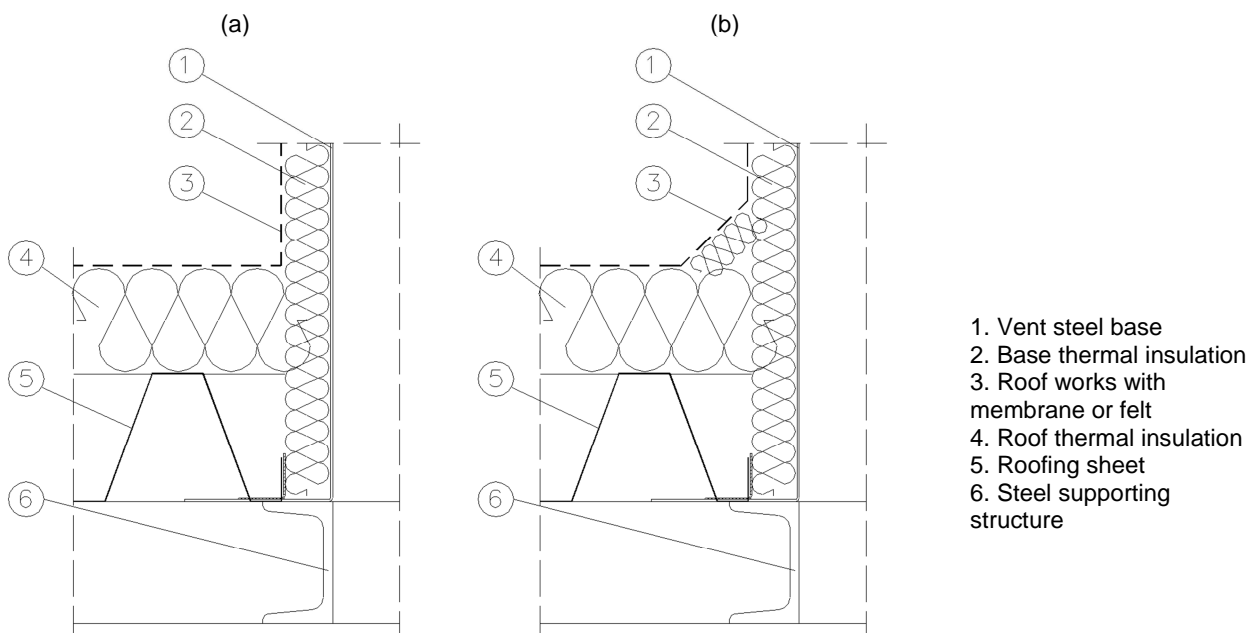 (a)
(b)
1
2
3
4
5
6
1
2
3
4
5
6
1. Vent steel base
2. Base thermal insulation
3. Roof works with
membrane or felt
4. Roof thermal insulation
5. Roofing sheet
6. Steel supporting
structure